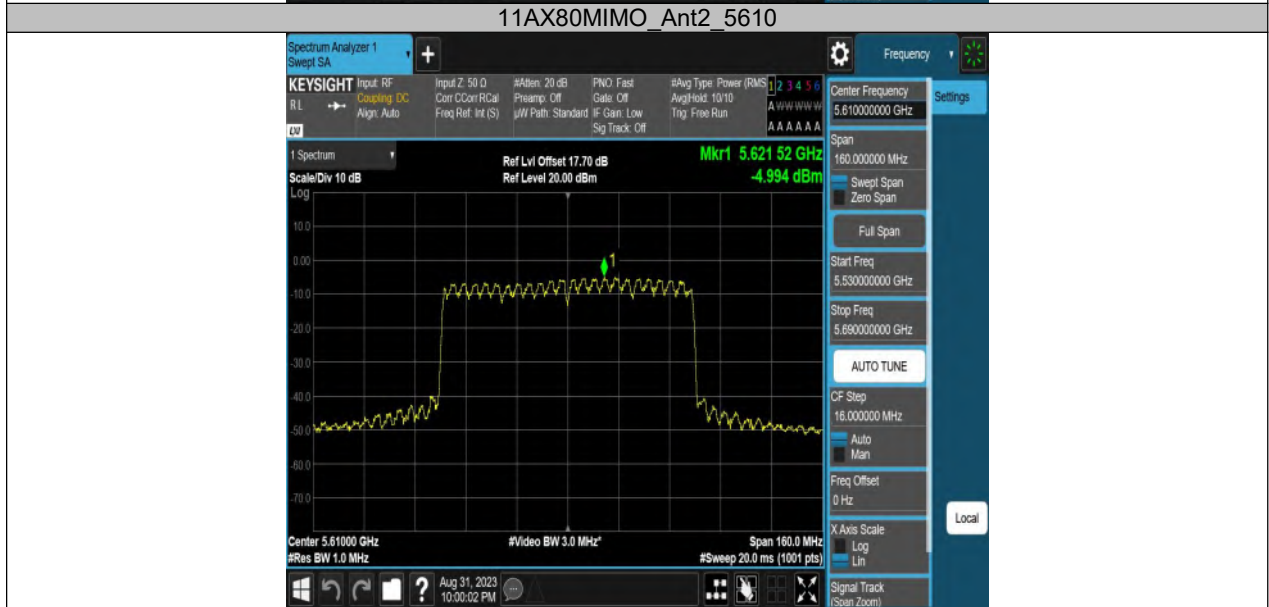 11AX80MIMO_Ant2_5610
Spectrum Analyzer 1
Swept SA
+
Frequency
KEYSIGHT
Input: RF
Coupling: DC
Align: Auto
RL
LXI
Input Z: 50 Ω
Corr CCorr RCal
Freq Ref: Int (S)
#Atten: 20 dB
Preamp: Off
µW Path: Standard
PNO: Fast
Gate: Off
IF Gain: Low
Sig Track: Off
#Avg Type: Power (RMS
Avg|Hold: 10/10
Trig: Free Run
1 2 3 4 5 6
A W W W W W
A A A A A A
Center Frequency
5.610000000 GHz
Settings
Span
160.000000 MHz
Swept Span
Zero Span
Full Span
Start Freq
5.530000000 GHz
Stop Freq
5.690000000 GHz
AUTO TUNE
CF Step
16.000000 MHz
Auto
Man
Freq Offset
0 Hz
X Axis Scale
Log
Lin
Signal Track
(Span Zoom)
Local
1 Spectrum
Scale/Div 10 dB
Log
Ref Lvl Offset 17.70 dB
Ref Level 20.00 dBm
Mkr1 5.621 52 GHz
-4.994 dBm
10.0
0.00
-10.0
-20.0
-30.0
-40.0
-50.0
-60.0
-70.0
1
Center 5.61000 GHz
#Res BW 1.0 MHz
#Video BW 3.0 MHz*
Span 160.0 MHz
#Sweep 20.0 ms (1001 pts)
?
Aug 31, 2023
10:00:02 PM